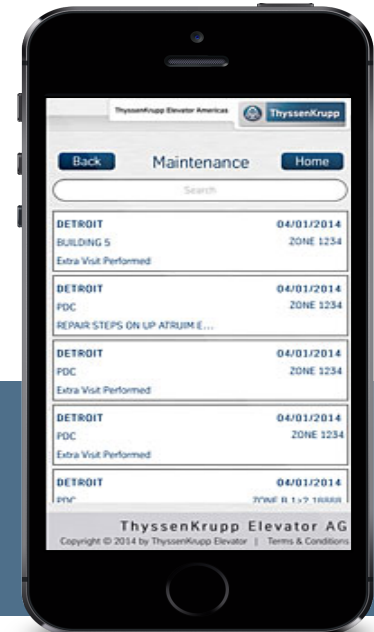 ThyssenKrupp Elevator Americas ThyssenKrupp
Back Maintenance Home
Search
DETROIT 04/01/2014
BUILDING 5 ZONE 1234
Extra Visit Performed
DETROIT 04/01/2014
PDC ZONE 1234
REPAIR STEPS ON UP ATRUIM E...
DETROIT 04/01/2014
PDC ZONE 1234
Extra Visit Performed
DETROIT 04/01/2014
PDC ZONE 1234
Extra Visit Performed
DETROIT 04/01/2014
PDC ZONE
ThyssenKrupp Elevator AG
Copyright © 2014 by ThyssenKrupp Elevator | Terms & Conditions